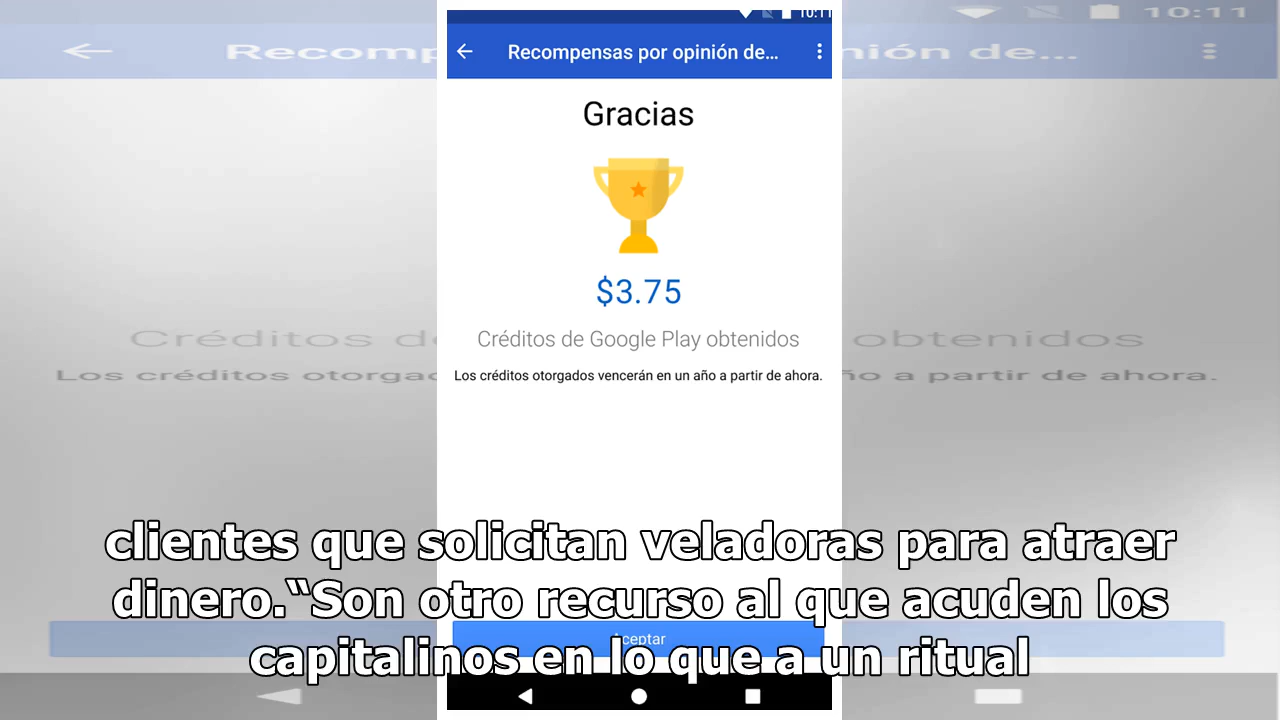 10:11
Recompensas por opinión de...
Gracias
$3.75
Créditos de Google Play obtenidos
Los créditos otorgados vencerán en un año a partir de ahora.
clientes que solicitan veladoras para atraer
dinero.“Son otro recurso al que acuden los
Aceptar
capitalinos en lo que a un ritual